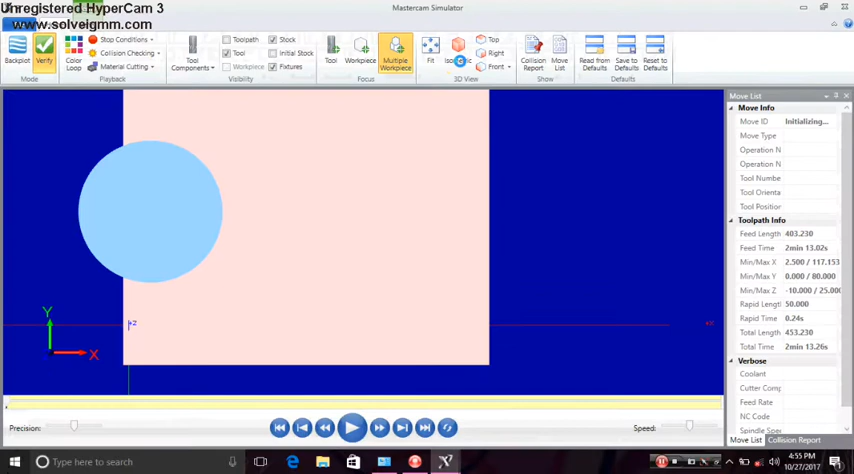 Unregistered HyperCam 3
www.solveigmm.com
Mastercam Simulator
Backplot
Verify
Mode
Color
Loop
Stop Conditions
Collision Checking
Material Cutting
Playback
Tool
Components
Toolpath
Tool
Workpiece
Stock
Initial Stock
Fixtures
Visibility
Tool
Workpiece
Multiple
Workpiece
Focus
Fit
Top
Right
Front
3D View
Collision
Report
Move
List
Show
Read from
Defaults
Save to
Defaults
Reset to
Defaults
Defaults
Move List
Move Info
Move ID Initializing...
Move Type
Operation N
Operation N
Tool Numbe
Tool Orienta
Tool Position
Toolpath Info
Feed Length 403.230
Feed Time 2min 13.02s
Min/Max X 2.500 / 117.153
Min/Max Y 0.000 / 80.000
Min/Max Z -10.000 / 25.000
Rapid Length 50.000
Rapid Time 0.24s
Total Length 453.230
Total Time 2min 13.26s
Verbose
Coolant
Cutter Comp
Feed Rate
NC Code
Spindle Spee
Move List
Collision Report
Y
X
+Z
Precision:
Speed:
Type here to search
4:55 PM
10/27/2017